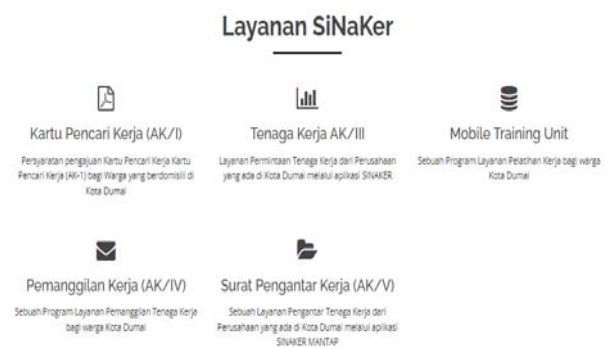 Layanan SiNaKer
Kartu Pencari Kerja (AK/I)
Persyaratan pengajuan Kartu Pencari Kerja Kartu
Pencari Kerja (AK-1) bagi Warga yang berdomisili di
Kota Dumai
Tenaga Kerja AK/III
Layanan Permintaan Tenaga Kerja dari Perusahaan
yang ada di Kota Dumai melalui aplikasi SINAKER
Mobile Training Unit
Sebuah Program Layanan Pelatihan Kerja bagi warga
Kota Dumai
Pemanggilan Kerja (AK/IV)
Sebuah Program Layanan Pemanggilan Tenaga Kerja
bagi warga Kota Dumai
Surat Pengantar Kerja (AK/V)
Sebuah Layanan Pengantar Tenaga Kerja dari
Perusahaan yang ada di Kota Dumai melalui aplikasi
SINAKER MANTAP